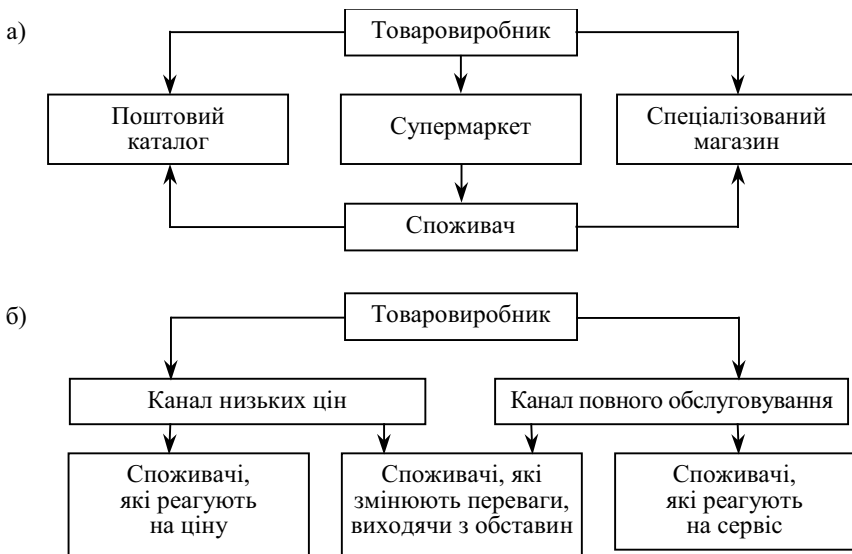 а)
Товаровиробник
Поштовий
каталог
Супермаркет
Спеціалізований
магазин
Споживач
б)
Товаровиробник
Канал низьких цін
Канал повного обслуговування
Споживачі,
які реагують
на ціну
Споживачі, які
змінюють переваги,
виходячи з обставин
Споживачі,
які реагують
на сервіс